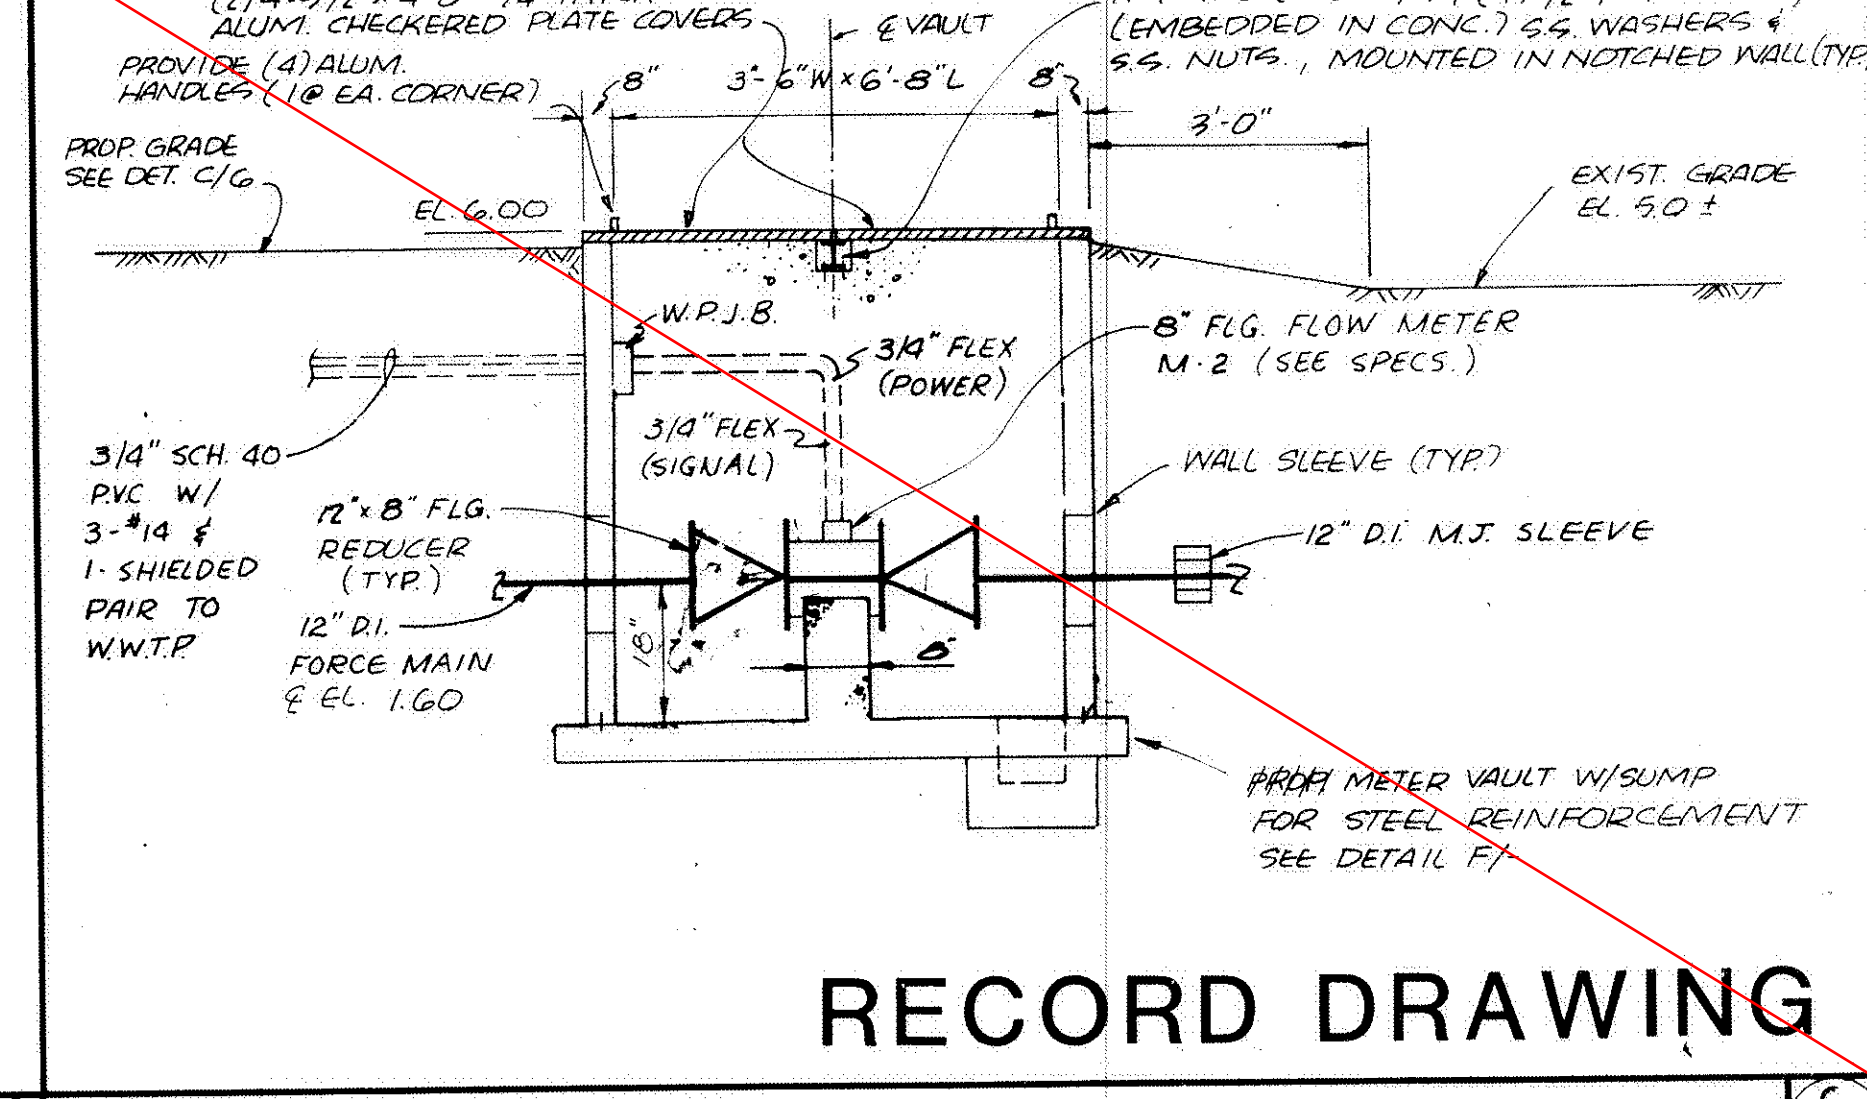 ALUM. CHECKERED PLATE COVERS
PROVIDE (4) ALUM.
HANDLES (1@ EA. CORNER)
℄ VAULT
(EMBEDDED IN CONC.) S.S. WASHERS &
S.S. NUTS., MOUNTED IN NOTCHED WALL (TYP.
8"
3'-6"W x 6'-8"L
8"
3'-0"
PROP. GRADE
SEE DET. C/6
EL. 6.00
EXIST. GRADE
EL. 5.0 ±
W.P.J.B.
3/4" FLEX
(POWER)
8" FLG. FLOW METER
M-2 (SEE SPECS.)
3/4" FLEX
(SIGNAL)
3/4" SCH. 40
P.V.C W/
3-#14 &
1- SHIELDED
PAIR TO
W.W.T.P.
12"x 8" FLG.
REDUCER
(TYP.)
WALL SLEEVE (TYP.)
12" D.I. M.J. SLEEVE
12" D.I.
FORCE MAIN
℄ EL. 1.60
18"
8"
PROP. METER VAULT W/SUMP
FOR STEEL REINFORCEMENT
SEE DETAIL F/-
RECORD DRAWING